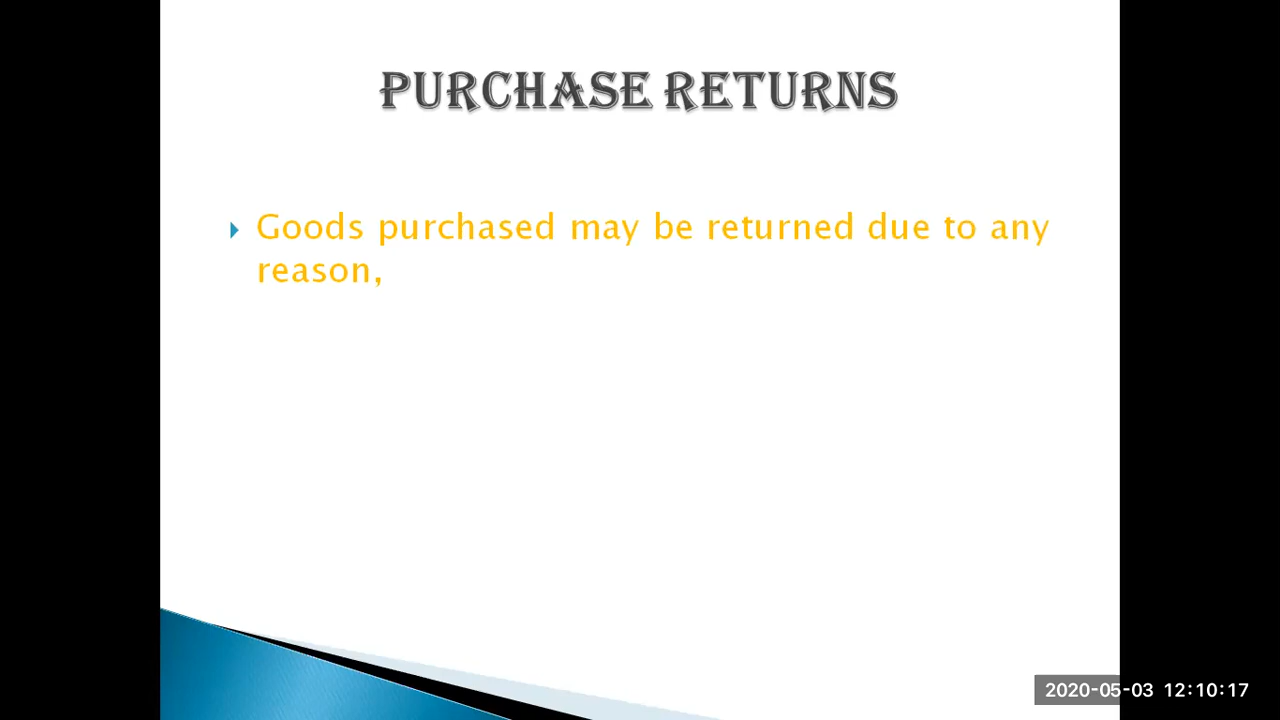 PURCHASE RETURNS
Goods purchased may be returned due to any
reason,
2020-05-03 12:10:17